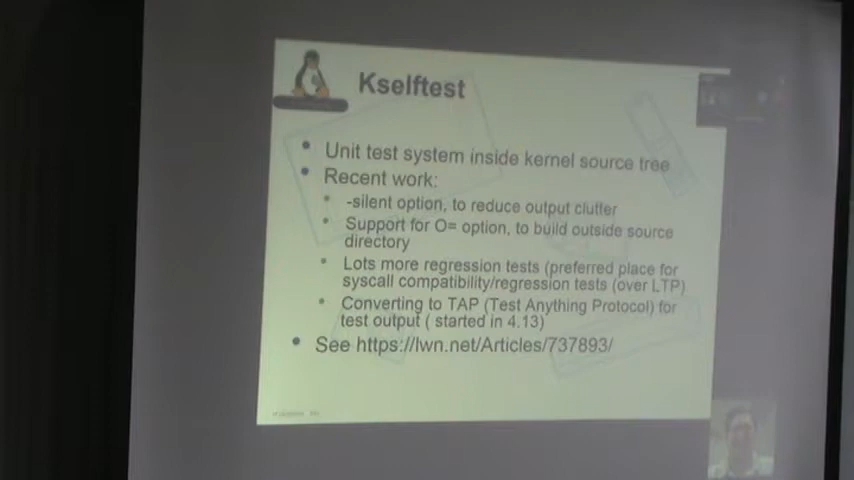 Kselftest
• Unit test system inside kernel source tree
• Recent work:
• -silent option, to reduce output clutter
• Support for O= option, to build outside source
directory
• Lots more regression tests (preferred place for
syscall compatibility/regression tests (over LTP)
• Converting to TAP (Test Anything Protocol) for
test output ( started in 4.13)
• See https://lwn.net/Articles/737893/